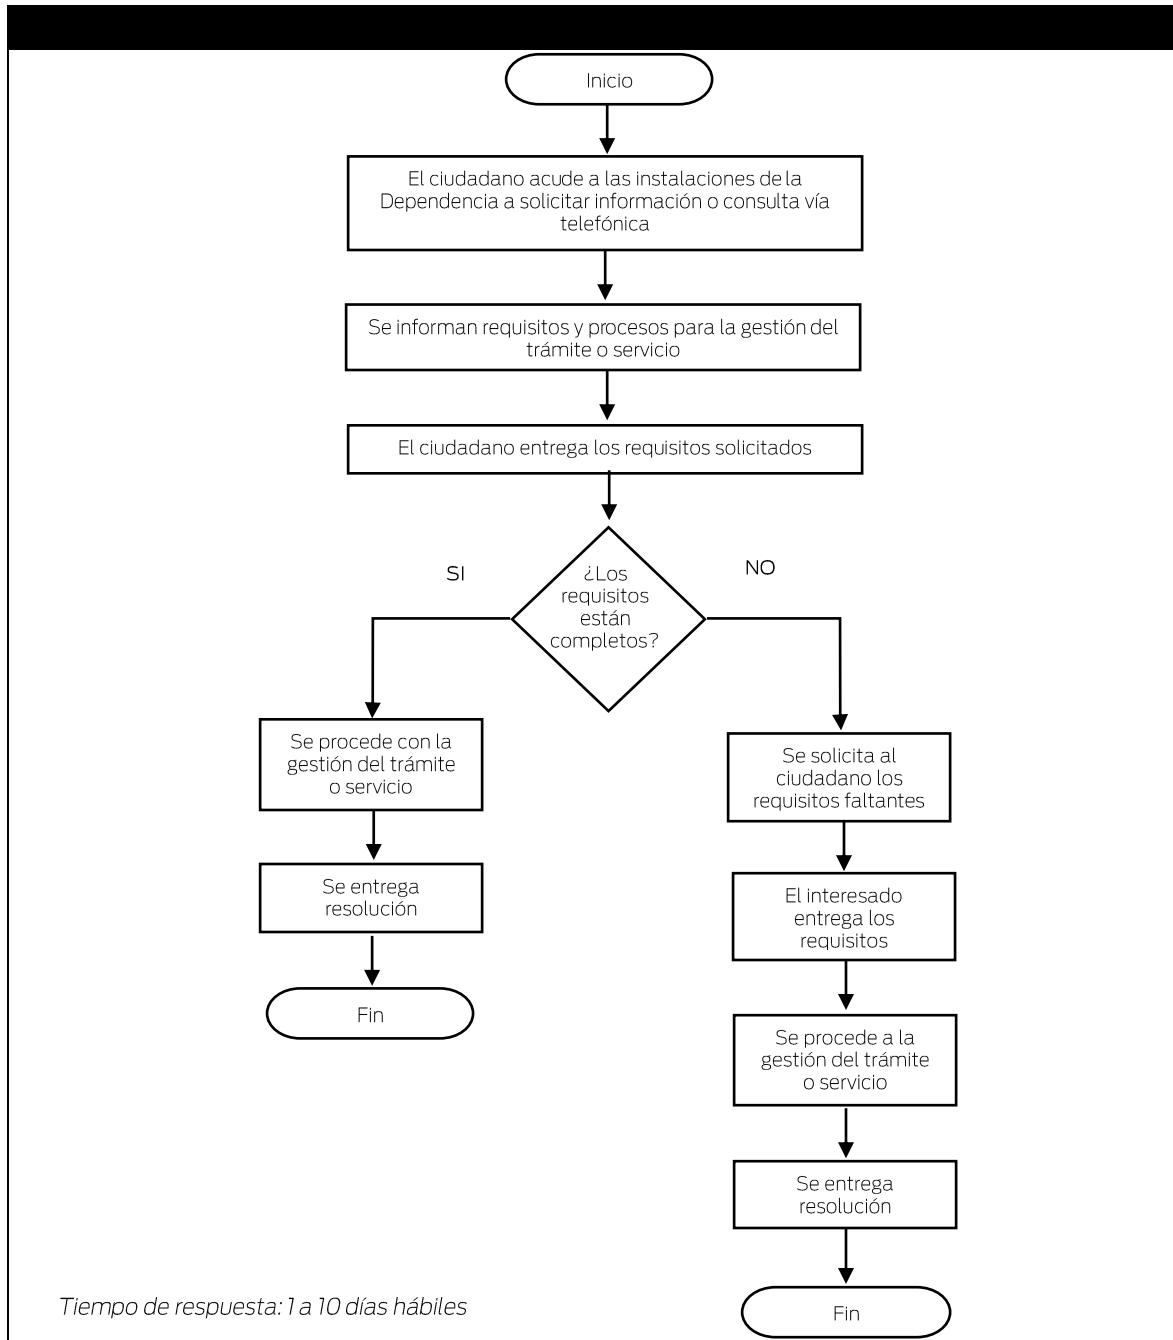 Inicio
El ciudadano acude a las instalaciones de la
Dependencia a solicitar información o consulta vía
telefónica
Se informan requisitos y procesos para la gestión del
trámite o servicio
El ciudadano entrega los requisitos solicitados
¿Los
requisitos
están
completos?
SI
NO
Se procede con la
gestión del trámite
o servicio
Se entrega
resolución
Fin
Se solicita al
ciudadano los
requisitos faltantes
El interesado
entrega los
requisitos
Se procede a la
gestión del trámite
o servicio
Se entrega
resolución
Fin
Tiempo de respuesta: 1 a 10 días hábiles